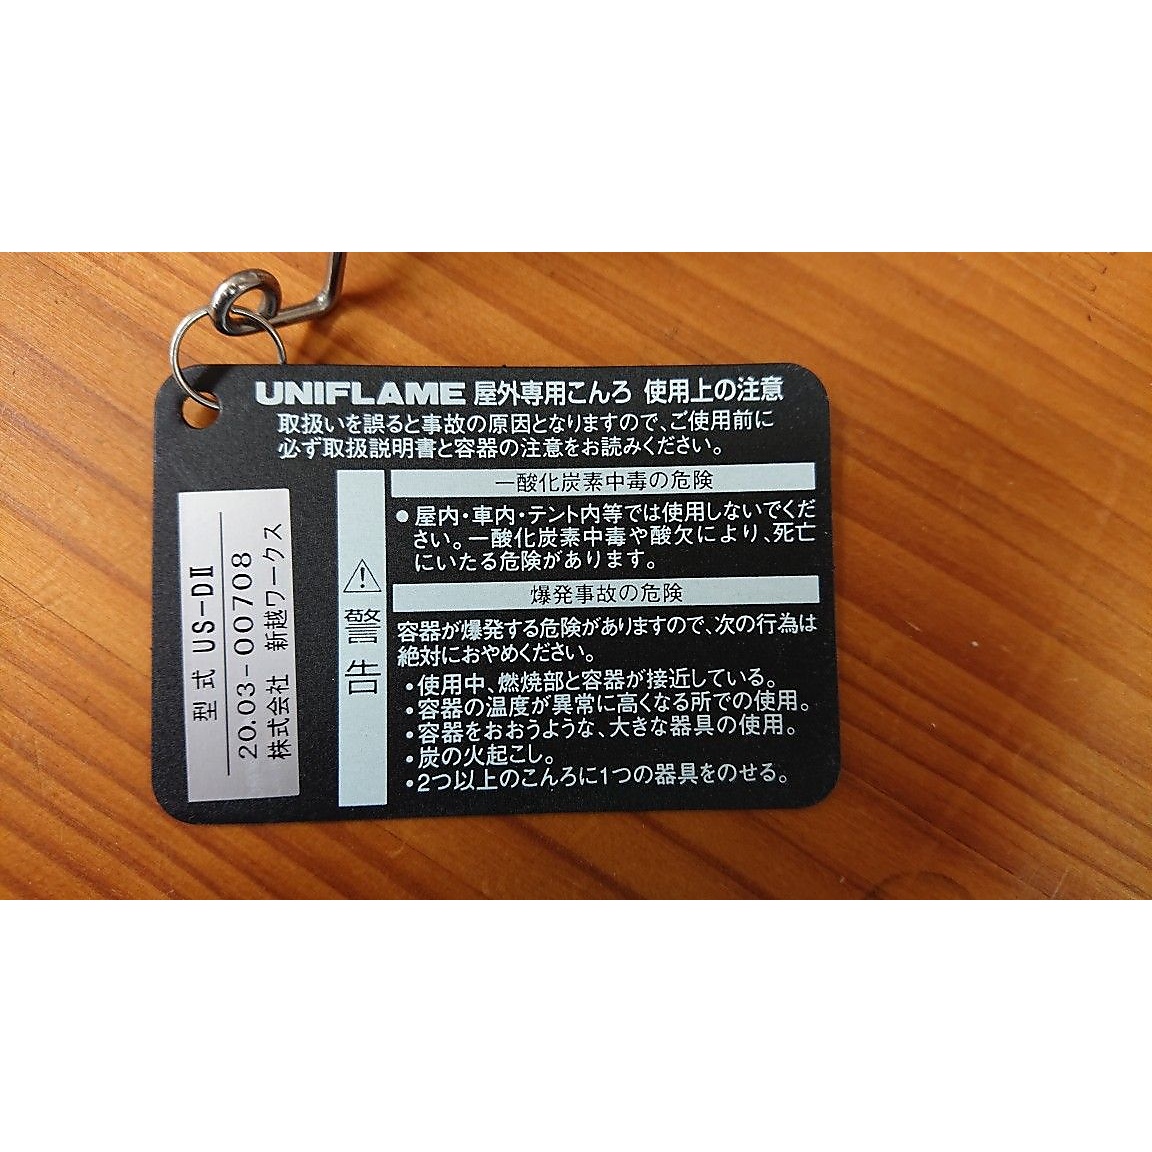 UNIFLAME 屋外専用こんろ 使用上の注意
取扱いを誤ると事故の原因となりますので、ご使用前に
必ず取扱説明書と容器の注意をお読みください。
一酸化炭素中毒の危険
●屋内・車内・テント内等では使用しないでくだ
さい。一酸化炭素中毒や酸欠により、死亡
にいたる危険があります。
爆発事故の危険
容器が爆発する危険がありますので、次の行為は
絶対におやめください。
・使用中、燃焼部と容器が接近している。
・容器の温度が異常に高くなる所での使用。
・容器をおおうような、大きな器具の使用。
・炭の火起こし。
・2つ以上のこんろに1つの器具をのせる。
警告
型式 US-DⅡ
20.03-00708
株式会社 新越ワークス